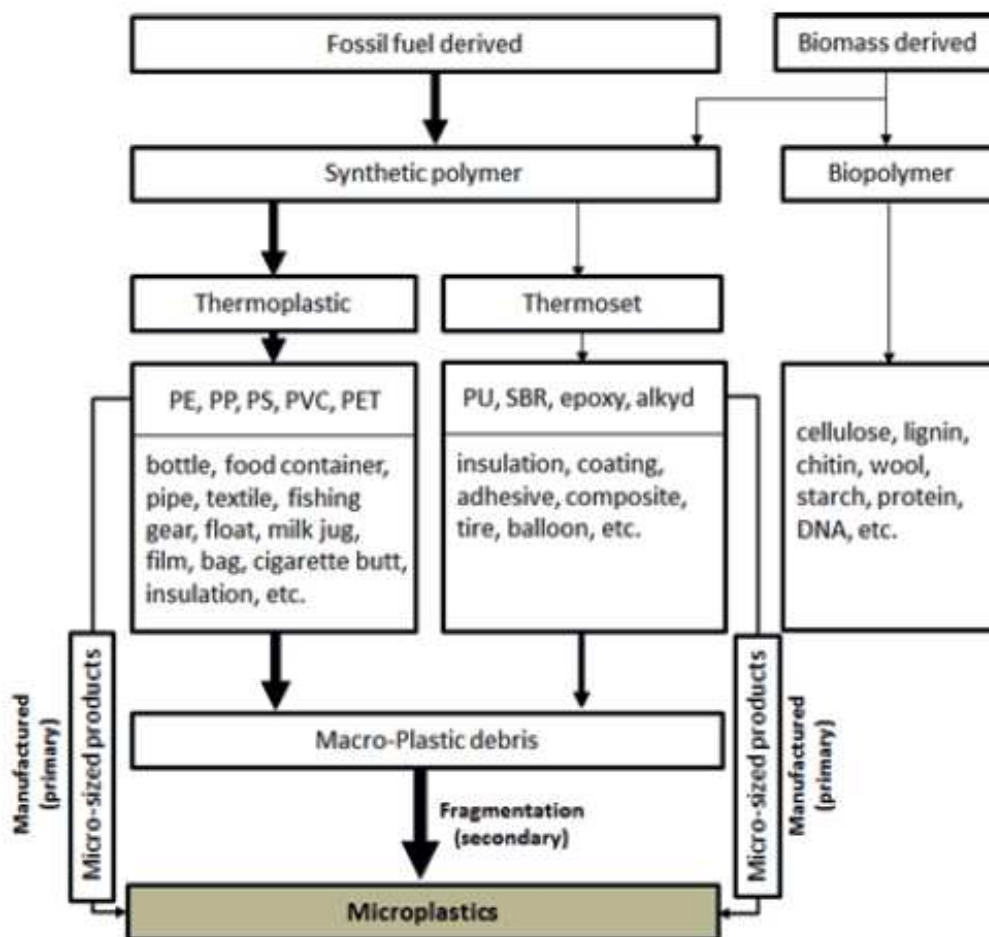 Fossil fuel derived
Biomass derived
Synthetic polymer
Biopolymer
Thermoplastic
Thermoset
PE, PP, PS, PVC, PET
bottle, food container,
pipe, textile, fishing
gear, float, milk jug,
film, bag, cigarette butt,
insulation, etc.
PU, SBR, epoxy, alkyd
insulation, coating,
adhesive, composite,
tire, balloon, etc.
cellulose, lignin,
chitin, wool,
starch, protein,
DNA, etc.
Manufactured
(primary)
Micro-sized products
Macro-Plastic debris
Fragmentation
(secondary)
Micro-sized products
Manufactured
(primary)
Microplastics